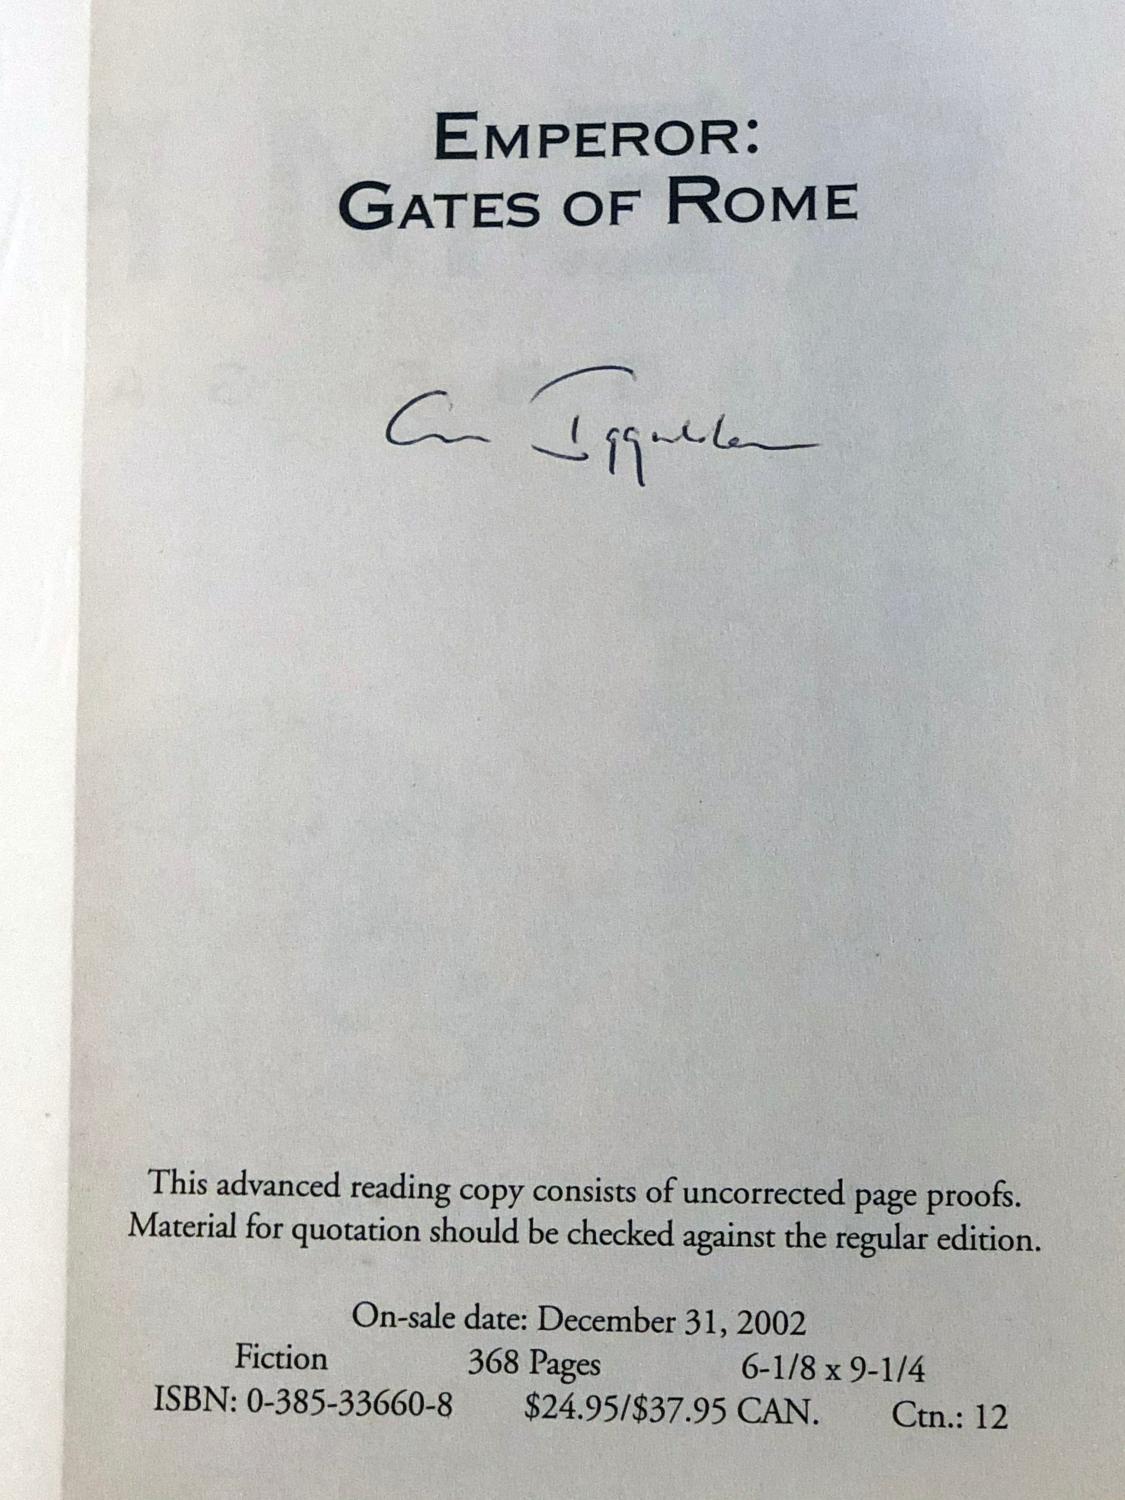 EMPEROR:
GATES OF ROME
Conn Iggulden
This advanced reading copy consists of uncorrected page proofs.
Material for quotation should be checked against the regular edition.
On-sale date: December 31, 2002
Fiction 368 Pages 6-1/8 x 9-1/4
ISBN: 0-385-33660-8 $24.95/$37.95 CAN. Ctn.: 12